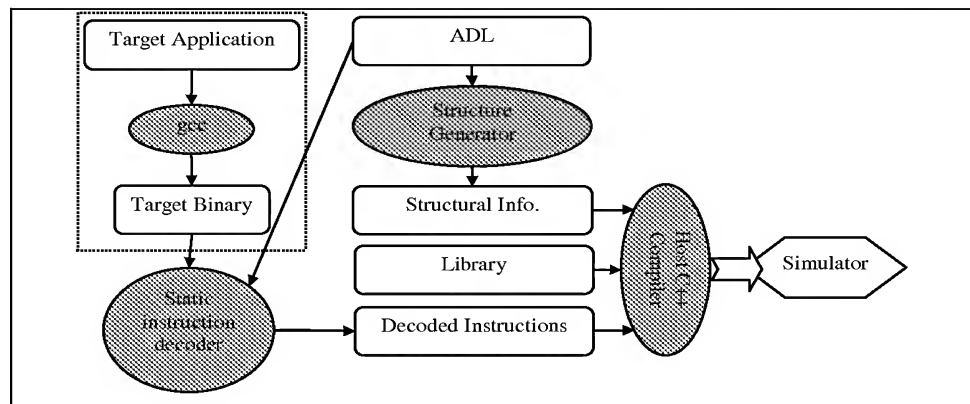 Target Application
ADL
gcc
Structure
Generator
Target Binary
Structural Info.
Library
Host C++
Compiler
Simulator
Static
instruction
decoder
Decoded Instructions